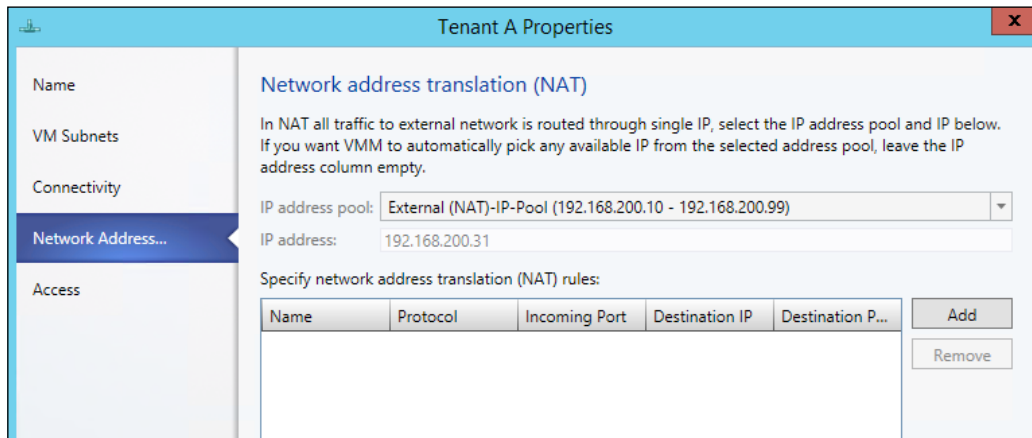 Tenant A Properties
x
Name
VM Subnets
Connectivity
Network Address...
Access
Network address translation (NAT)
In NAT all traffic to external network is routed through single IP, select the IP address pool and IP below.
If you want VMM to automatically pick any available IP from the selected address pool, leave the IP
address column empty.
IP address pool: External (NAT)-IP-Pool (192.168.200.10 - 192.168.200.99)
IP address: 192.168.200.31
Specify network address translation (NAT) rules:
Name Protocol Incoming Port Destination IP Destination P...
Add
Remove